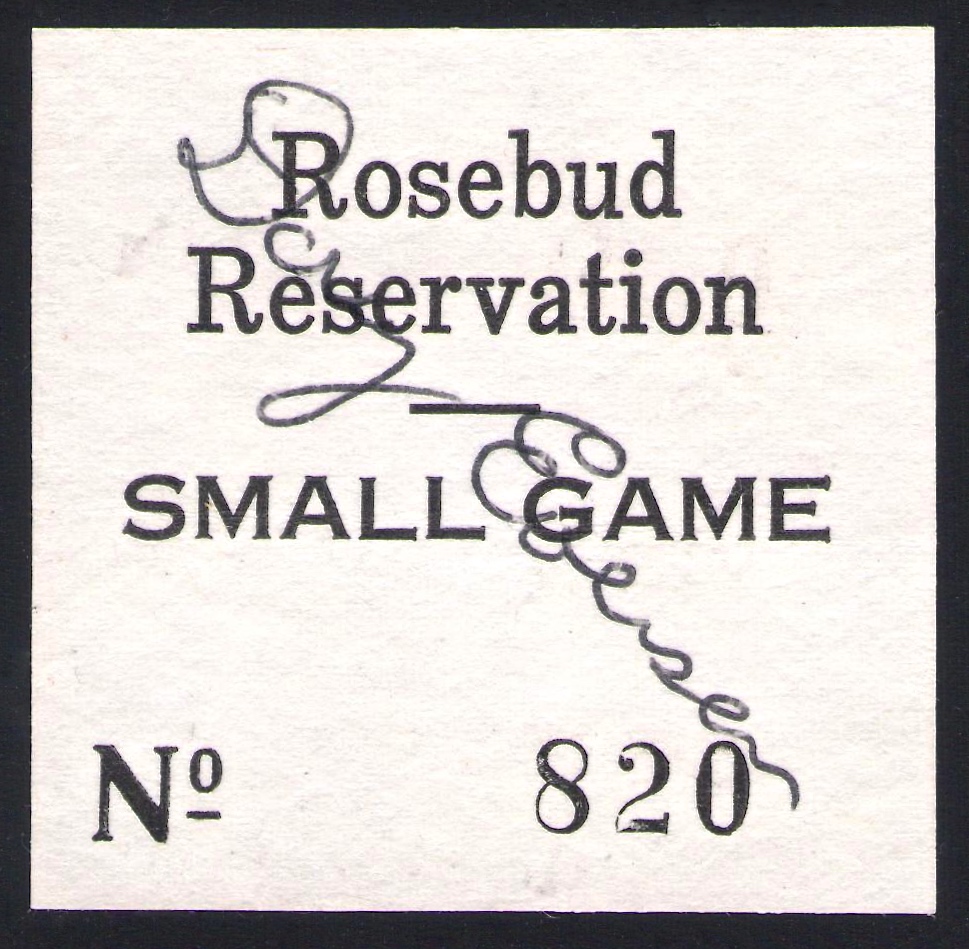 Rosebud
Reservation
SMALL GAME
Nº 820